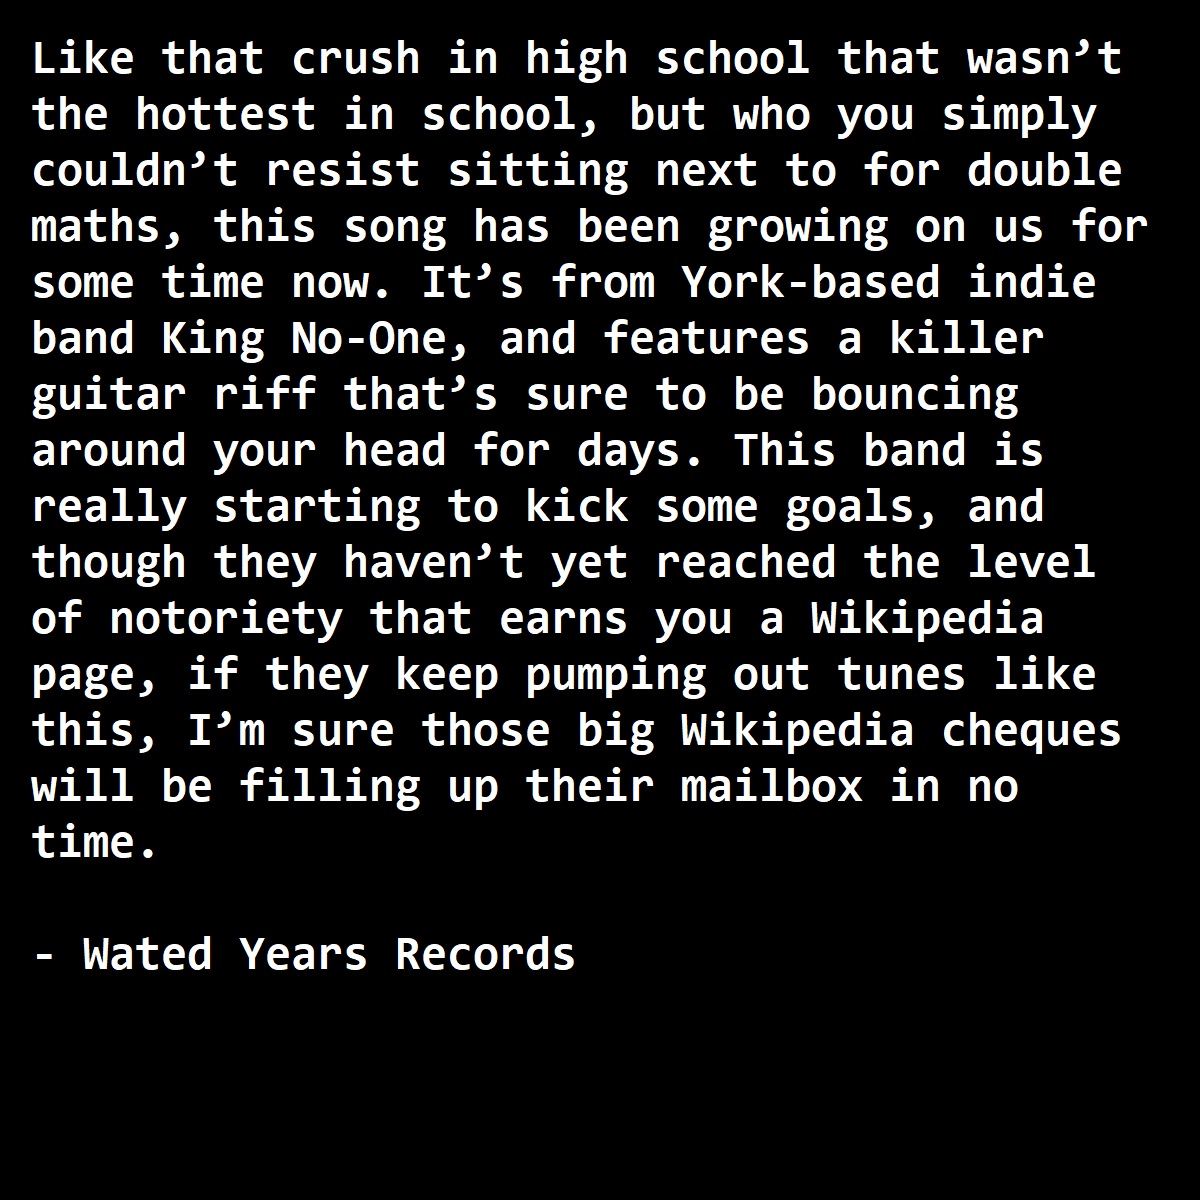 Like that crush in high school that wasn’t
the hottest in school, but who you simply
couldn’t resist sitting next to for double
maths, this song has been growing on us for
some time now. It’s from York-based indie
band King No-One, and features a killer
guitar riff that’s sure to be bouncing
around your head for days. This band is
really starting to kick some goals, and
though they haven’t yet reached the level
of notoriety that earns you a Wikipedia
page, if they keep pumping out tunes like
this, I’m sure those big Wikipedia cheques
will be filling up their mailbox in no
time.

- Wated Years Records